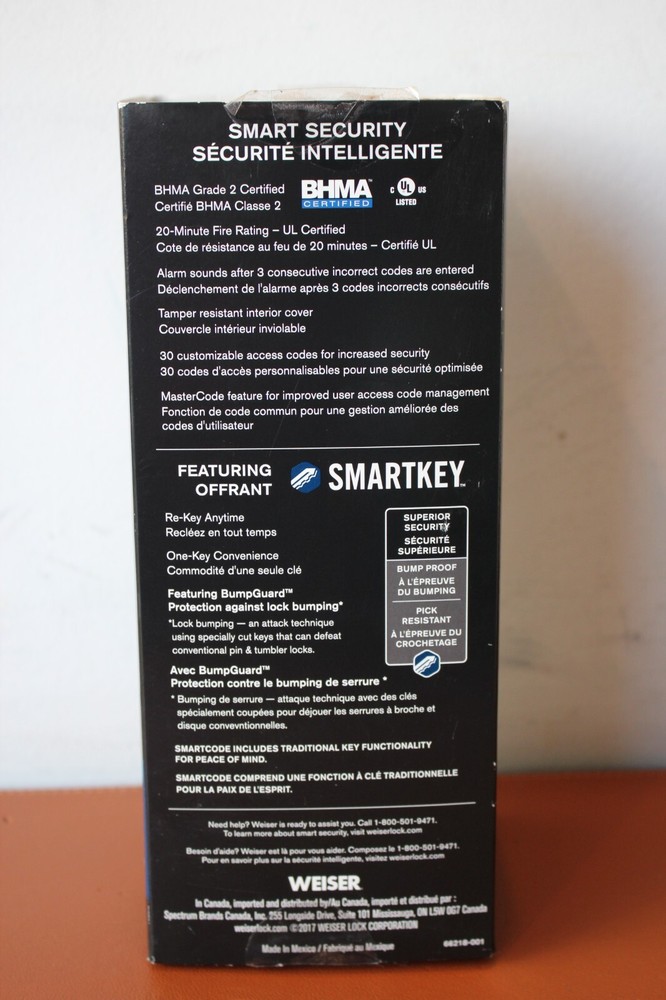 SMART SECURITY
SÉCURITÉ INTELLIGENTE
BHMA Grade 2 Certified
Certifié BHMA Classe 2
BHMA™
CERTIFIED
C UL US
LISTED
20-Minute Fire Rating – UL Certified
Cote de résistance au feu de 20 minutes – Certifié UL
Alarm sounds after 3 consecutive incorrect codes are entered
Déclenchement de l'alarme après 3 codes incorrects consécutifs
Tamper resistant interior cover
Couvercle intérieur inviolable
30 customizable access codes for increased security
30 codes d'accès personnalisables pour une sécurité optimisée
MasterCode feature for improved user access code management
Fonction de code commun pour une gestion améliorée des
codes d'utilisateur
FEATURING
OFFRANT
SMARTKEY™
Re-Key Anytime
Recléez en tout temps
One-Key Convenience
Commodité d'une seule clé
Featuring BumpGuard™
Protection against lock bumping*
*Lock bumping — an attack technique
using specially cut keys that can defeat
conventional pin & tumbler locks.
SUPERIOR
SECURITY
SÉCURITÉ
SUPÉRIEURE
BUMP PROOF
À L'ÉPREUVE
DU BUMPING
PICK
RESISTANT
À L'ÉPREUVE DU
CROCHETAGE
Avec BumpGuard™
Protection contre le bumping de serrure *
* Bumping de serrure — attaque technique avec des clés
spécialement coupées pour déjouer les serrures à broche et
disque convevntionnelles.
SMARTCODE INCLUDES TRADITIONAL KEY FUNCTIONALITY
FOR PEACE OF MIND.
SMARTCODE COMPREND UNE FONCTION À CLÉ TRADITIONNELLE
POUR LA PAIX DE L'ESPRIT.
Need help? Weiser is ready to assist you. Call 1-800-501-9471.
To learn more about smart security, visit weiserlock.com
Besoin d'aide? Weiser est là pour vous aider. Composez le 1-800-501-9471.
Pour en savoir plus sur la sécurité intelligente, visitez weiserlock.com
WEISER
In Canada, imported and distributed by/Au Canada, importé et distribué par :
Spectrum Brands Canada, Inc. 255 Longside Drive, Suite 101 Mississauga, ON L5W 0G7 Canada
weiserlock.com ©2017 WEISER LOCK CORPORATION
Made in Mexico / Fabriqué au Mexique
66218-001